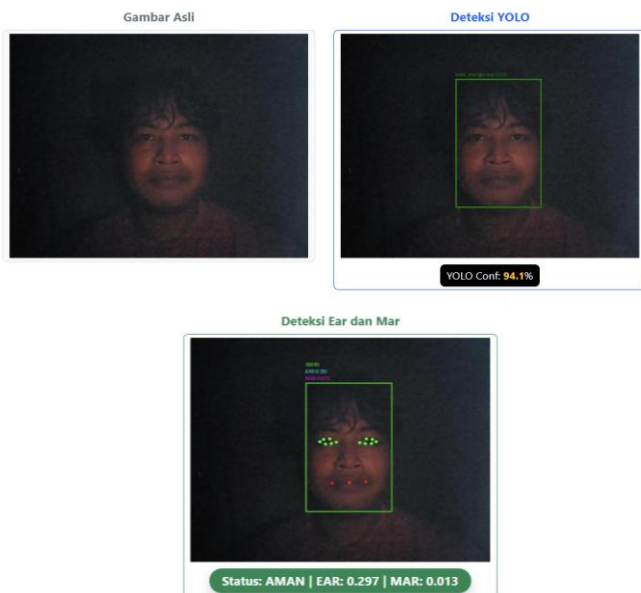 Gambar Asli
Deteksi YOLO
YOLO Conf: 94.1%
Deteksi Ear dan Mar
Status: AMAN | EAR: 0.297 | MAR: 0.013